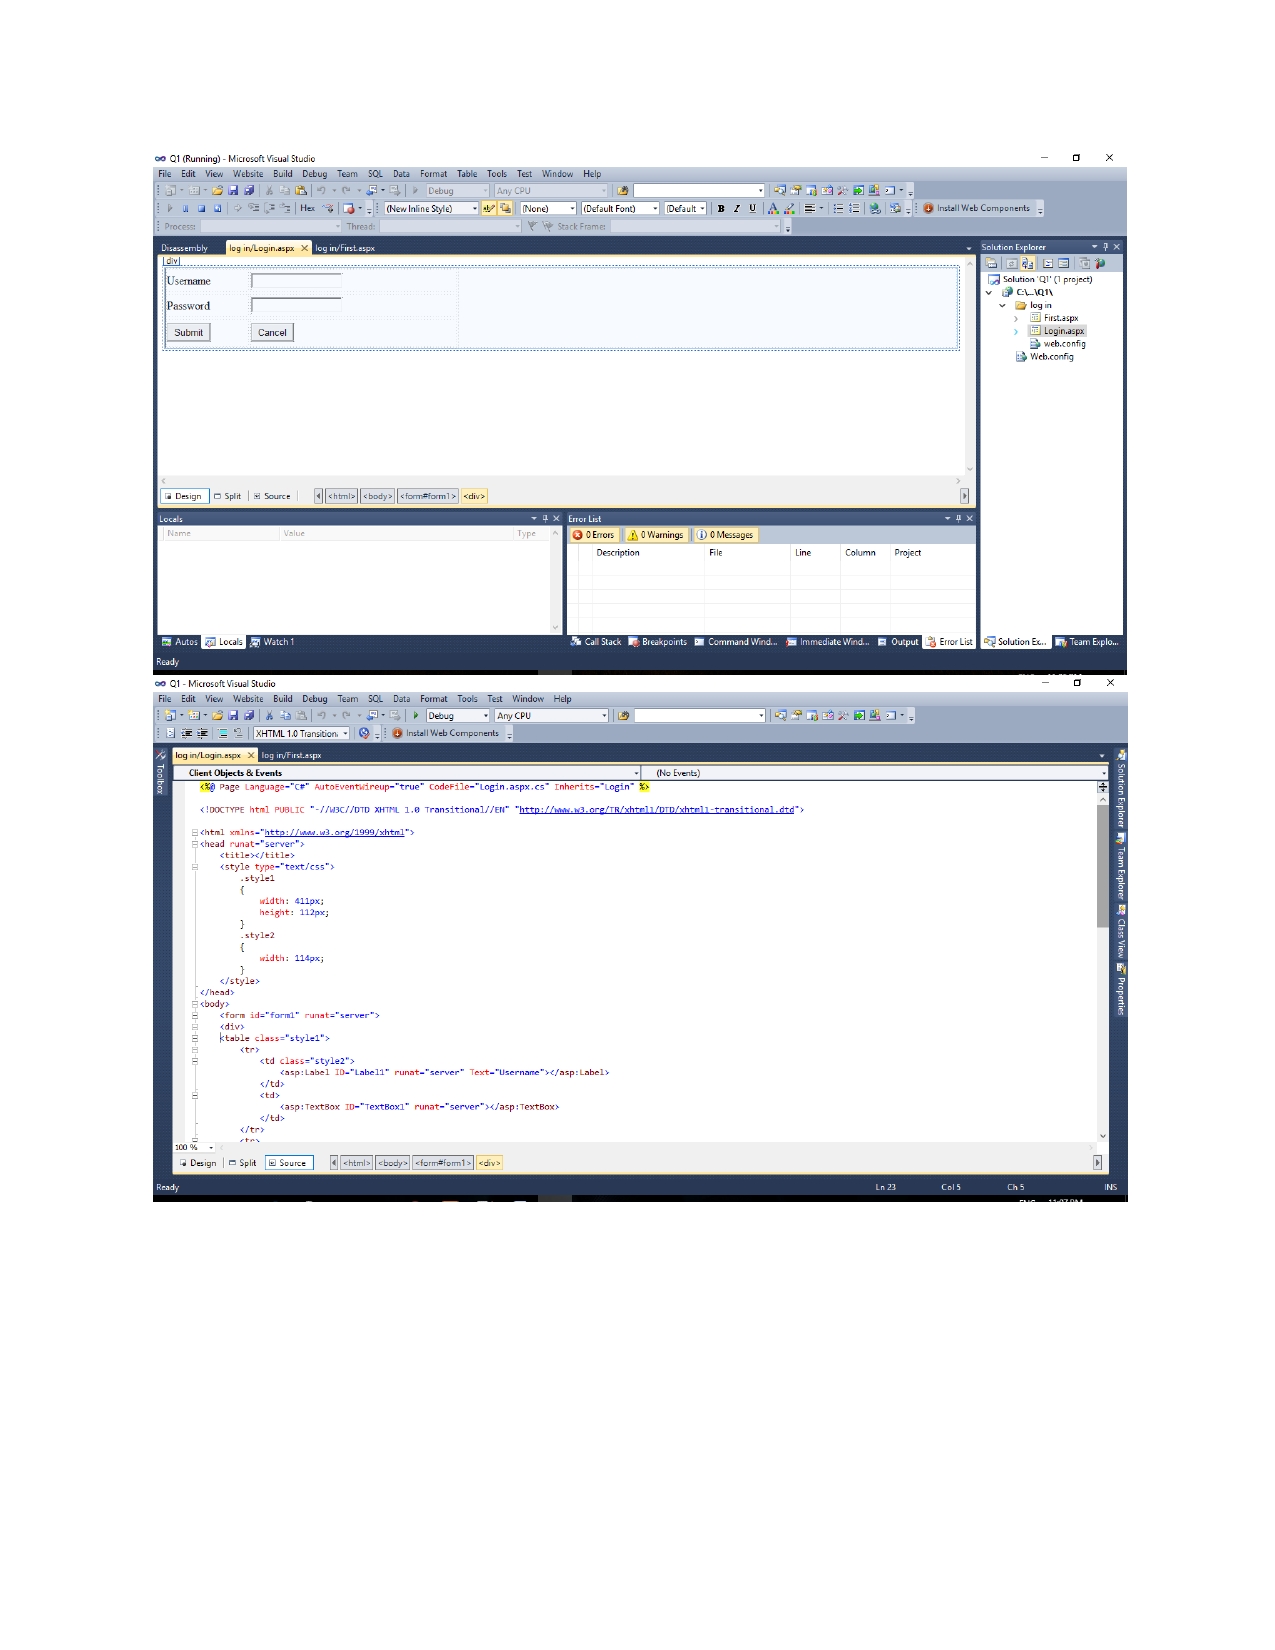 Q1 (Running) - Microsoft Visual Studio
File Edit View Website Build Debug Team SQL Data Format Table Tools Test Window Help
Debug Any CPU
Hex (New Inline Style) (None) (Default Font) (Default B I U A Install Web Components
Process: Thread: Stack Frame:
Disassembly log in/Login.aspx log in/First.aspx
Solution Explorer
div
Username
Password
Submit Cancel
Solution 'Q1' (1 project)
C:\...\Q1\
log in
First.aspx
Login.aspx
web.config
Web.config
Design Split Source <html> <body> <form#form1> <div>
Locals
Name Value Type
Error List
0 Errors 0 Warnings 0 Messages
Description File Line Column Project
Autos Locals Watch 1
Call Stack Breakpoints Command Wind... Immediate Wind... Output Error List
Solution Ex... Team Explo...
Ready
Q1 - Microsoft Visual Studio
File Edit View Website Build Debug Team SQL Data Format Tools Test Window Help
Debug Any CPU
XHTML 1.0 Transition Install Web Components
log in/Login.aspx log in/First.aspx
Toolbox
Client Objects & Events (No Events)
<%@ Page Language="C#" AutoEventWireup="true" CodeFile="Login.aspx.cs" Inherits="Login" %>
<!DOCTYPE html PUBLIC "-//W3C//DTD XHTML 1.0 Transitional//EN" "http://www.w3.org/TR/xhtml1/DTD/xhtml1-transitional.dtd">
<html xmlns="http://www.w3.org/1999/xhtml">
<head runat="server">
<title></title>
<style type="text/css">
.style1
{
width: 411px;
height: 112px;
}
.style2
{
width: 114px;
}
</style>
</head>
<body>
<form id="form1" runat="server">
<div>
<table class="style1">
<tr>
<td class="style2">
<asp:Label ID="Label1" runat="server" Text="Username"></asp:Label>
</td>
<td>
<asp:TextBox ID="TextBox1" runat="server"></asp:TextBox>
</td>
</tr>
<tr>
Solution Explorer
Team Explorer
Class View
Properties
100 %
Design Split Source <html> <body> <form#form1> <div>
Ready Ln 23 Col 5 Ch 5 INS